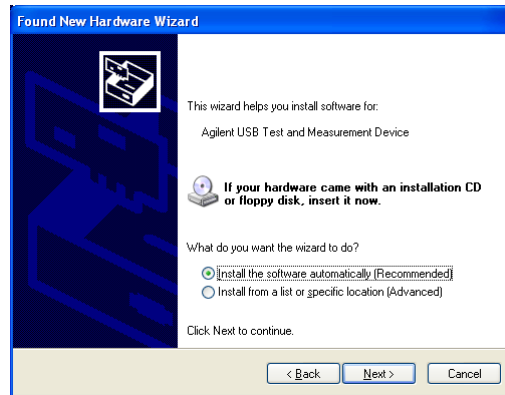 Found New Hardware Wizard
This wizard helps you install software for:
Agilent USB Test and Measurement Device
If your hardware came with an installation CD
or floppy disk, insert it now.
What do you want the wizard to do?
Install the software automatically (Recommended)
Install from a list or specific location (Advanced)
Click Next to continue.
< Back
Next >
Cancel